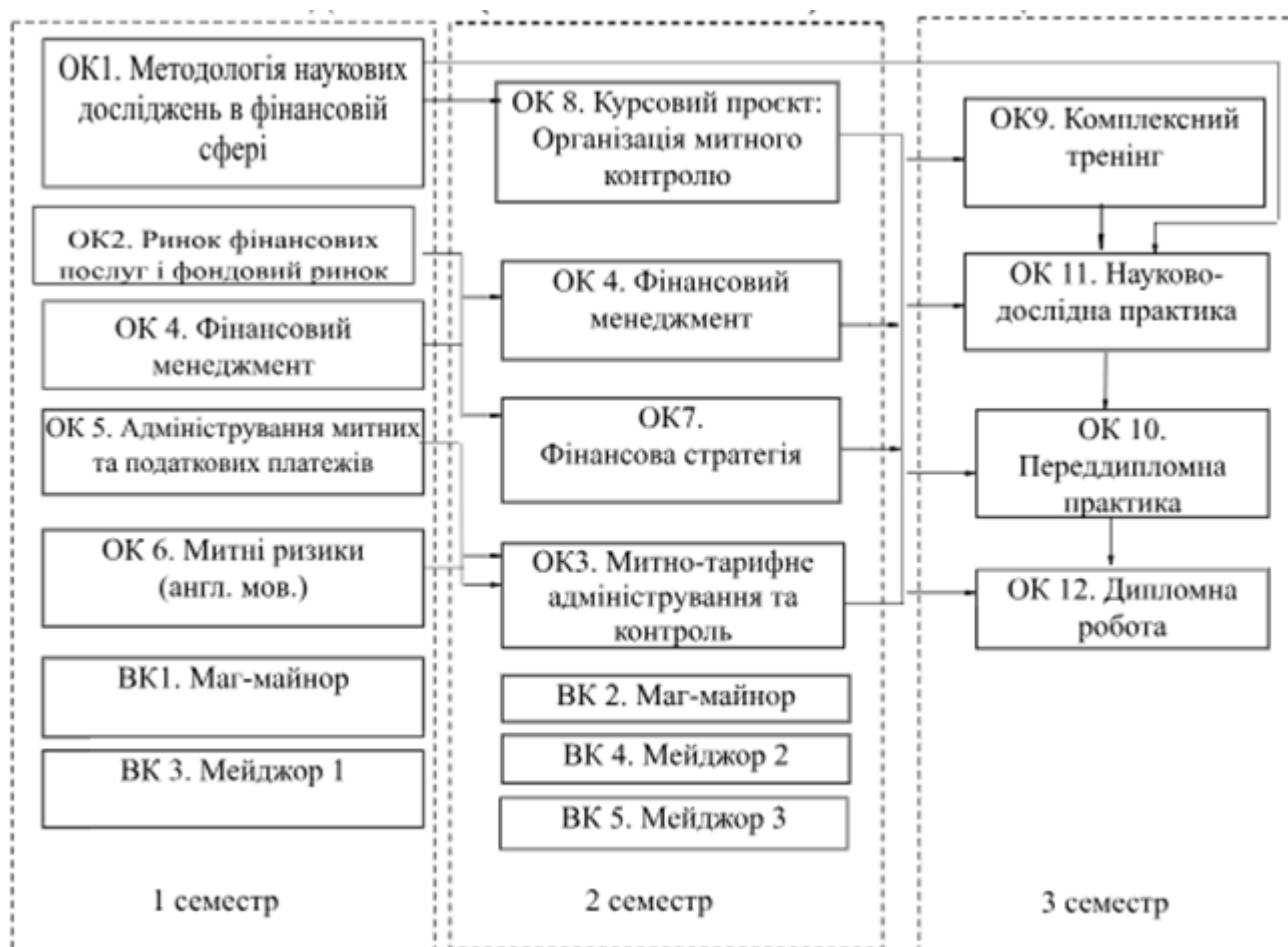 ОК1. Методологія наукових
досліджень в фінансовій
сфері
ОК2. Ринок фінансових
послуг і фондовий ринок
ОК 4. Фінансовий
менеджмент
ОК 5. Адміністрування митних
та податкових платежів
ОК 6. Митні ризики
(англ. мов.)
ВК1. Маг-майнор
ВК 3. Мейджор 1
1 семестр
ОК 8. Курсовий проєкт:
Організація митного
контролю
ОК 4. Фінансовий
менеджмент
ОК7.
Фінансова стратегія
ОК3. Митно-тарифне
адміністрування та
контроль
ВК 2. Маг-майнор
ВК 4. Мейджор 2
ВК 5. Мейджор 3
2 семестр
ОК9. Комплексний
тренінг
ОК 11. Науково-
дослідна практика
ОК 10.
Переддипломна
практика
ОК 12. Дипломна
робота
3 семестр